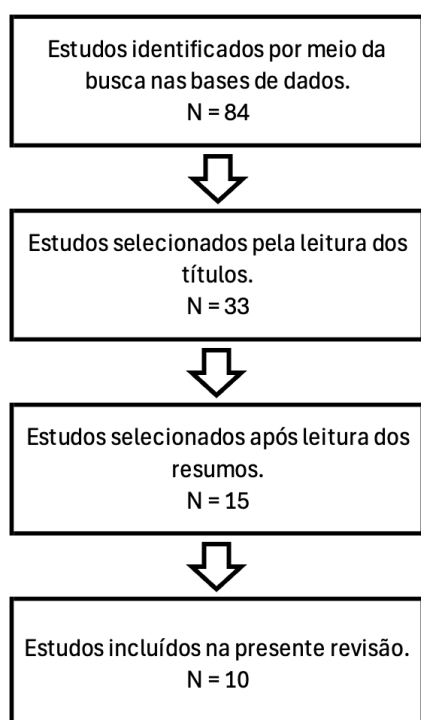 Estudos identificados por meio da
busca nas bases de dados.
N = 84
Estudos selecionados pela leitura dos
títulos.
N = 33
Estudos selecionados após leitura dos
resumos.
N = 15
Estudos incluídos na presente revisão.
N = 10